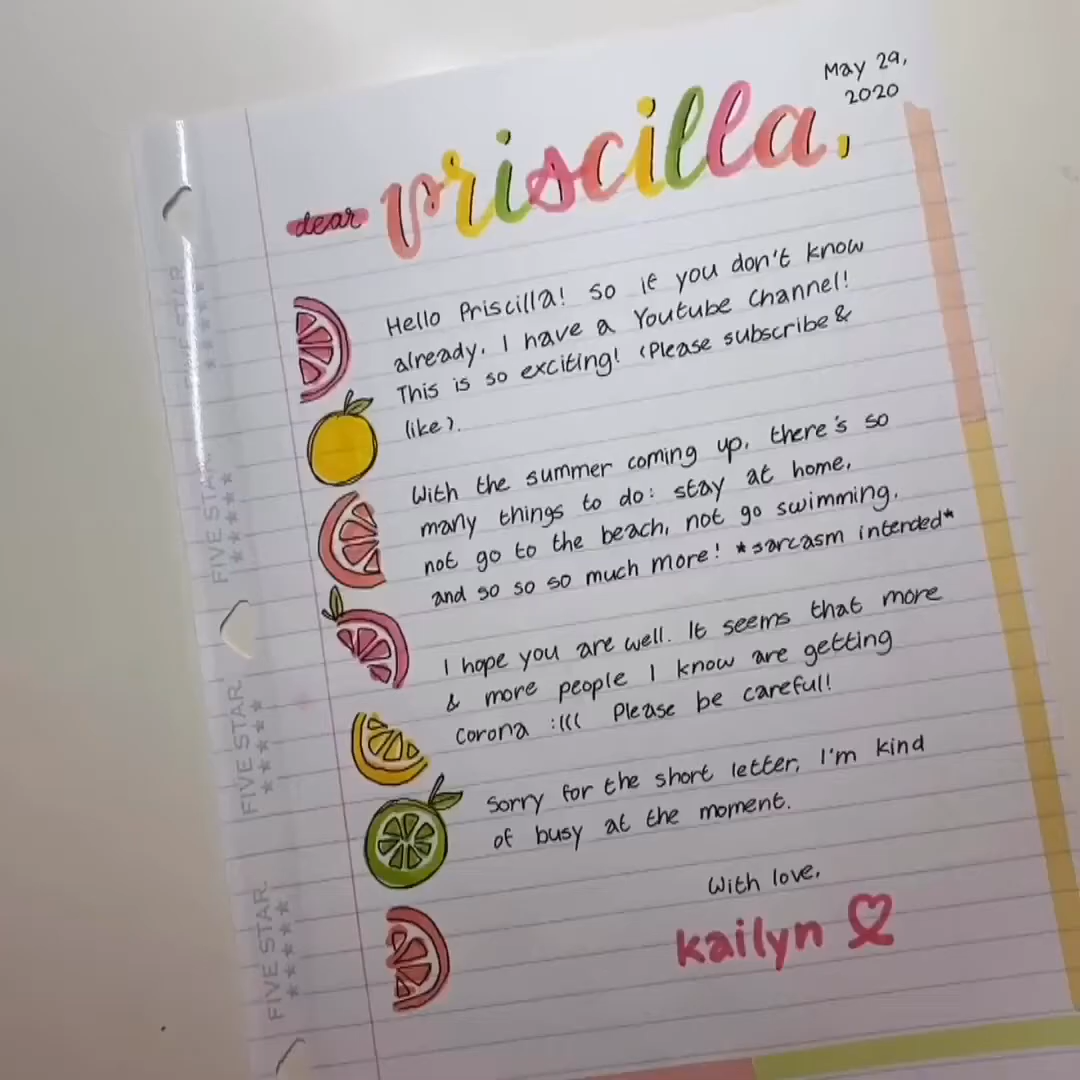 May 29,
2020
dear priscilla,
Hello Priscilla! So if you don't know
already, I have a Youtube Channel!
This is so exciting! (Please subscribe &
like).
With the summer coming up, there's so
many things to do: stay at home,
not go to the beach, not go swimming,
and so so so much more! *sarcasm intended*
I hope you are well. It seems that more
& more people I know are getting
corona :((( Please be careful!
Sorry for the short letter, I'm kind
of busy at the moment.
With love,
kailyn
FIVE STAR
FIVE STAR
FIVE STAR
FIVE STAR